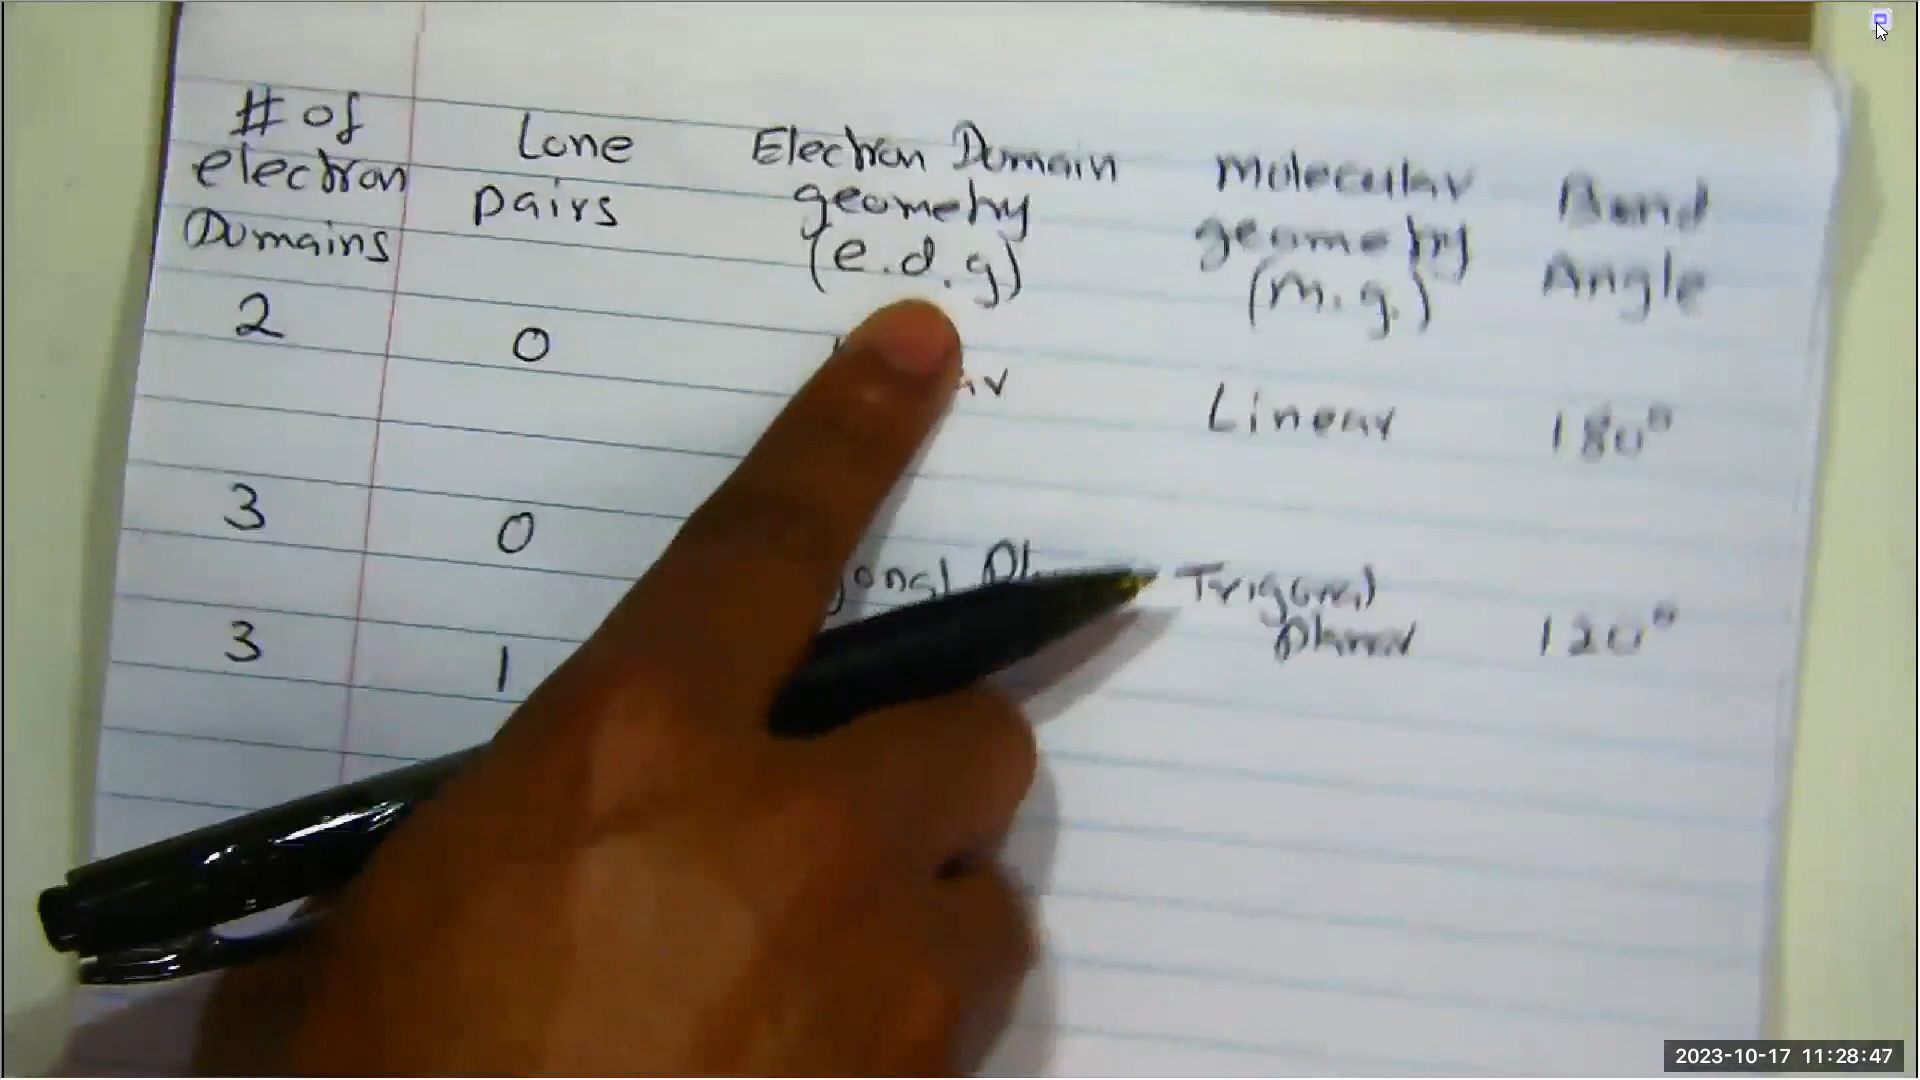 # of
electron
Domains
Lone
pairs
Electron Domain
geometry
(e.d.g)
Molecular
geometry
(m.g.)
Bond
Angle
2
0
Linear
180°
3
0
Trigonal
planar
120°
3
1
2023-10-17 11:28:47